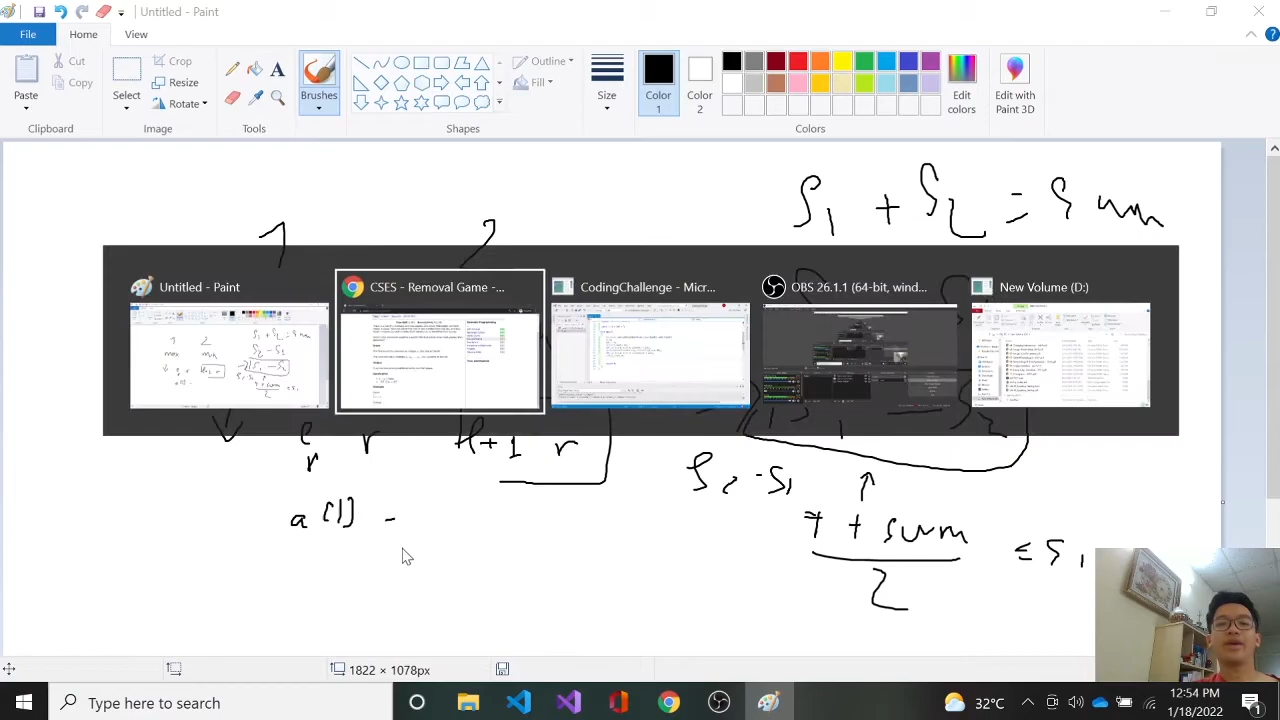 Untitled - Paint
File
Home
View
Paste
Cut
Copy
Clipboard
Select
Crop
Resize
Rotate
Image
Tools
Brushes
Outline
Fill
Shapes
Size
Color 1
Color 2
Edit colors
Edit with Paint 3D
Colors
S1 + S2 = Sum
1 2
Untitled - Paint
CSES - Removal Game -...
CodingChallenge - Micr...
OBS 26.1.1 (64-bit, wind...
New Volume (D:)
r l+1 r
r
S2 - S1
a[l] -
+ sum
≤ S1
2
1822 × 1078px
Type here to search
32°C
12:54 PM
1/18/2022
1